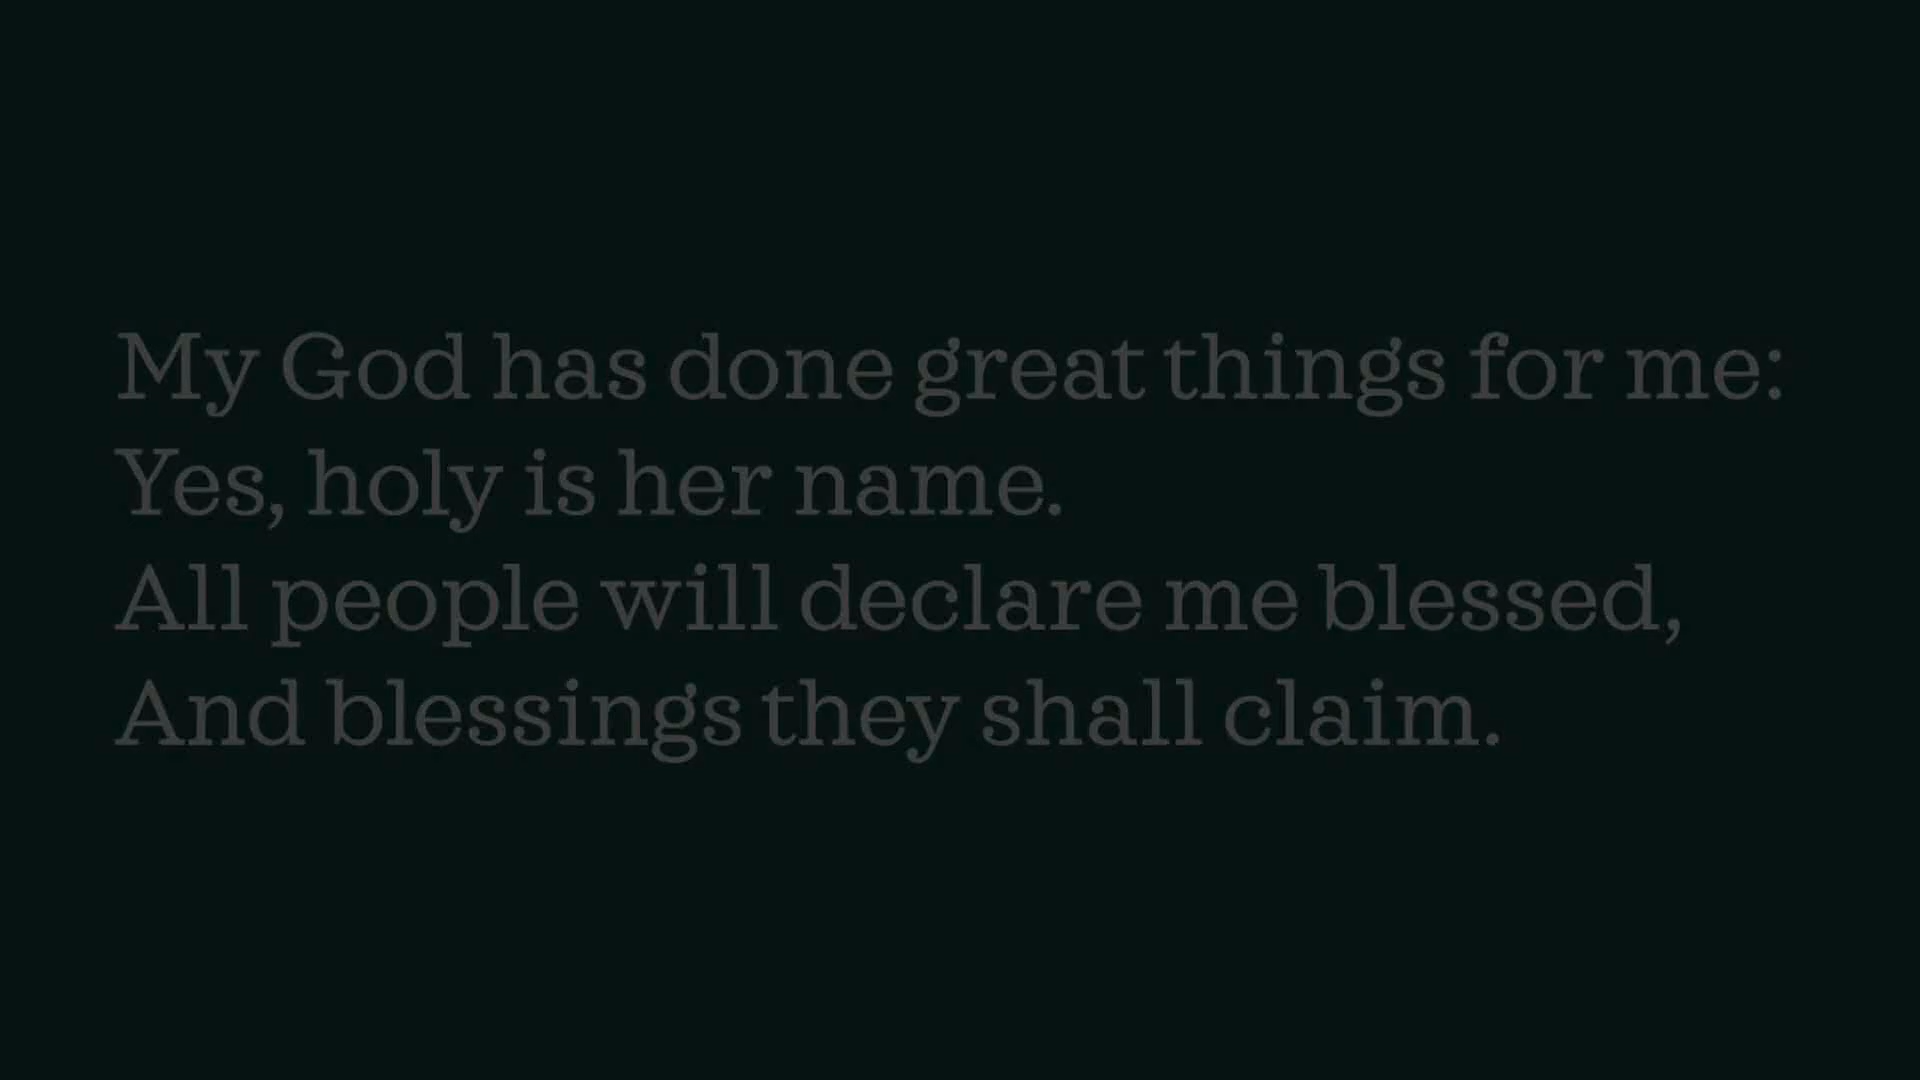 My God has done great things for me:
Yes, holy is her name.
All people will declare me blessed,
And blessings they shall claim.